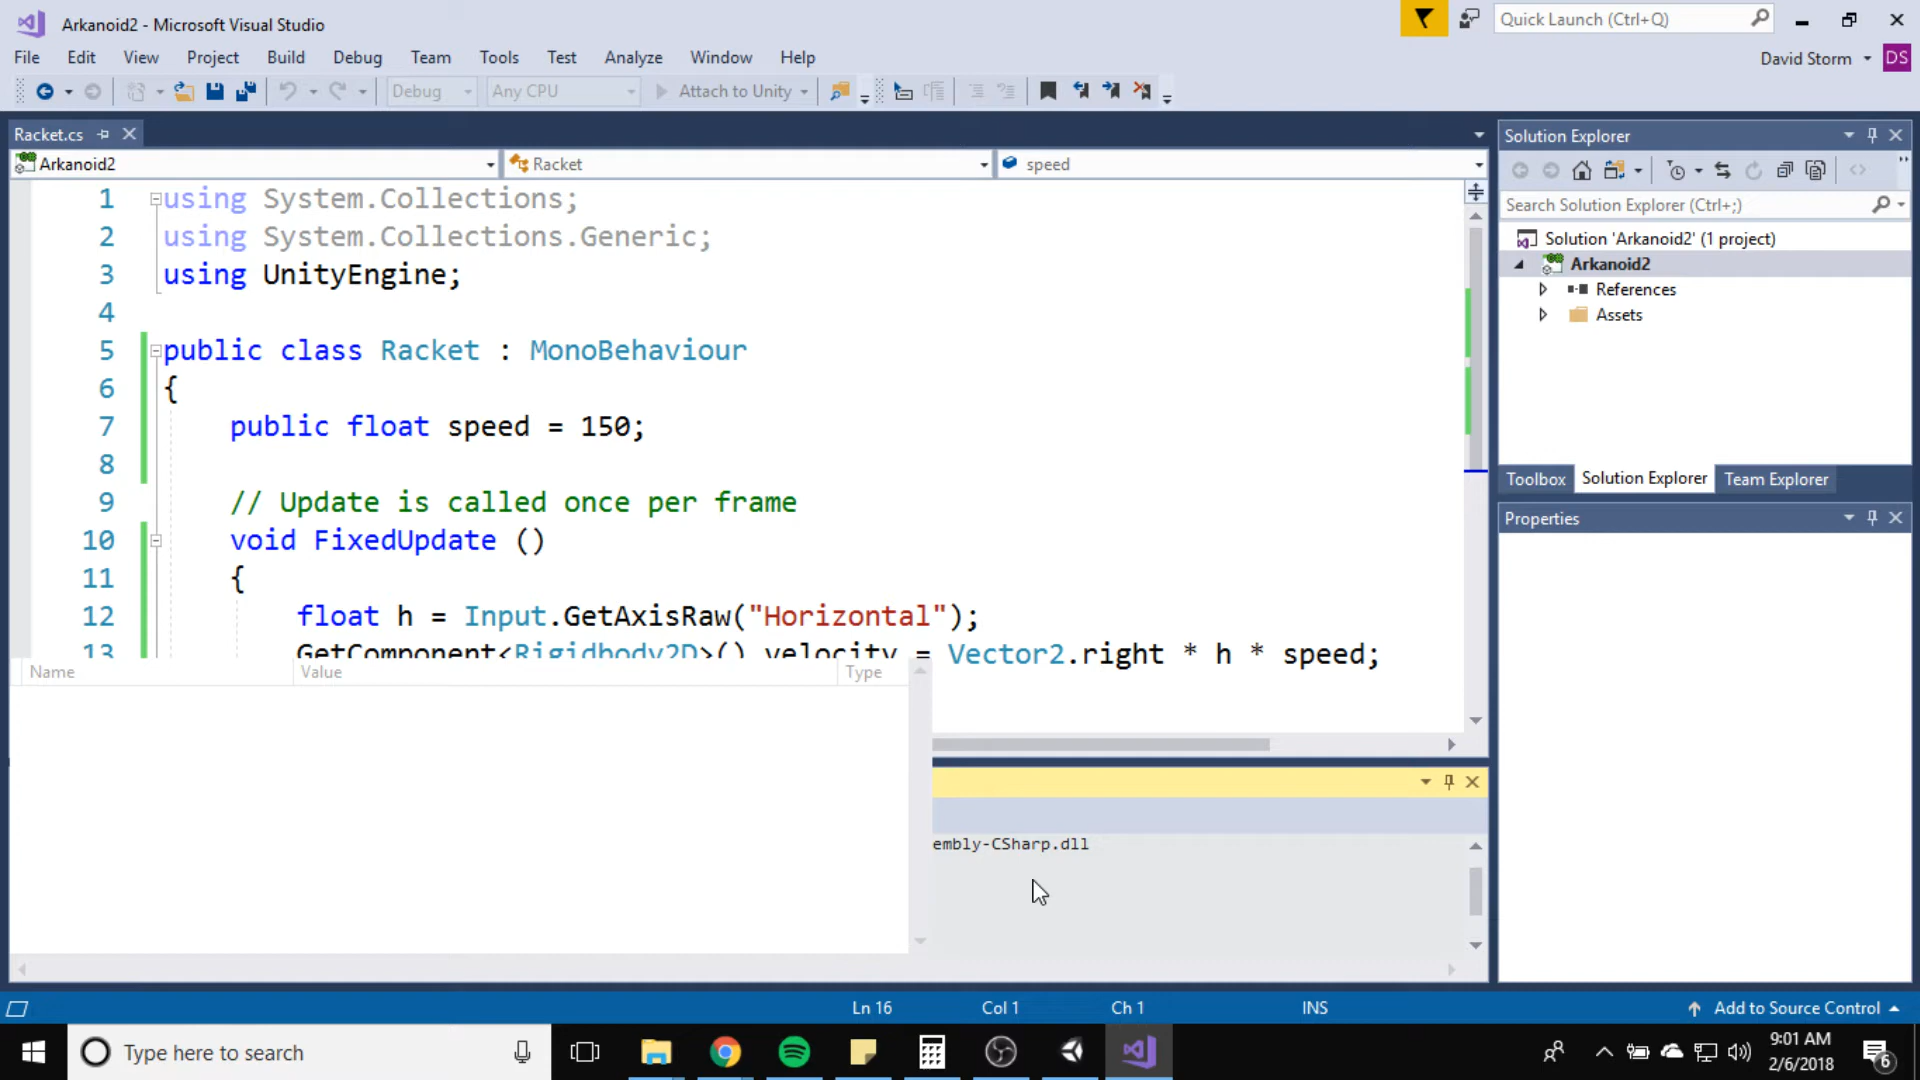 Arkanoid2 - Microsoft Visual Studio
Quick Launch (Ctrl+Q)
File Edit View Project Build Debug Team Tools Test Analyze Window Help
David Storm DS
Debug Any CPU Attach to Unity
Racket.cs
Arkanoid2 Racket speed
1 using System.Collections;
2 using System.Collections.Generic;
3 using UnityEngine;
4
5 public class Racket : MonoBehaviour
6 {
7 public float speed = 150;
8
9 // Update is called once per frame
10 void FixedUpdate ()
11 {
12 float h = Input.GetAxisRaw("Horizontal");
13 GetComponent<Rigidbody2D>().velocity = Vector2.right * h * speed;
Name Value Type
embly-CSharp.dll
Solution Explorer
Search Solution Explorer (Ctrl+;)
Solution 'Arkanoid2' (1 project)
Arkanoid2
References
Assets
Toolbox Solution Explorer Team Explorer
Properties
Ln 16 Col 1 Ch 1 INS Add to Source Control
Type here to search
9:01 AM
2/6/2018
6